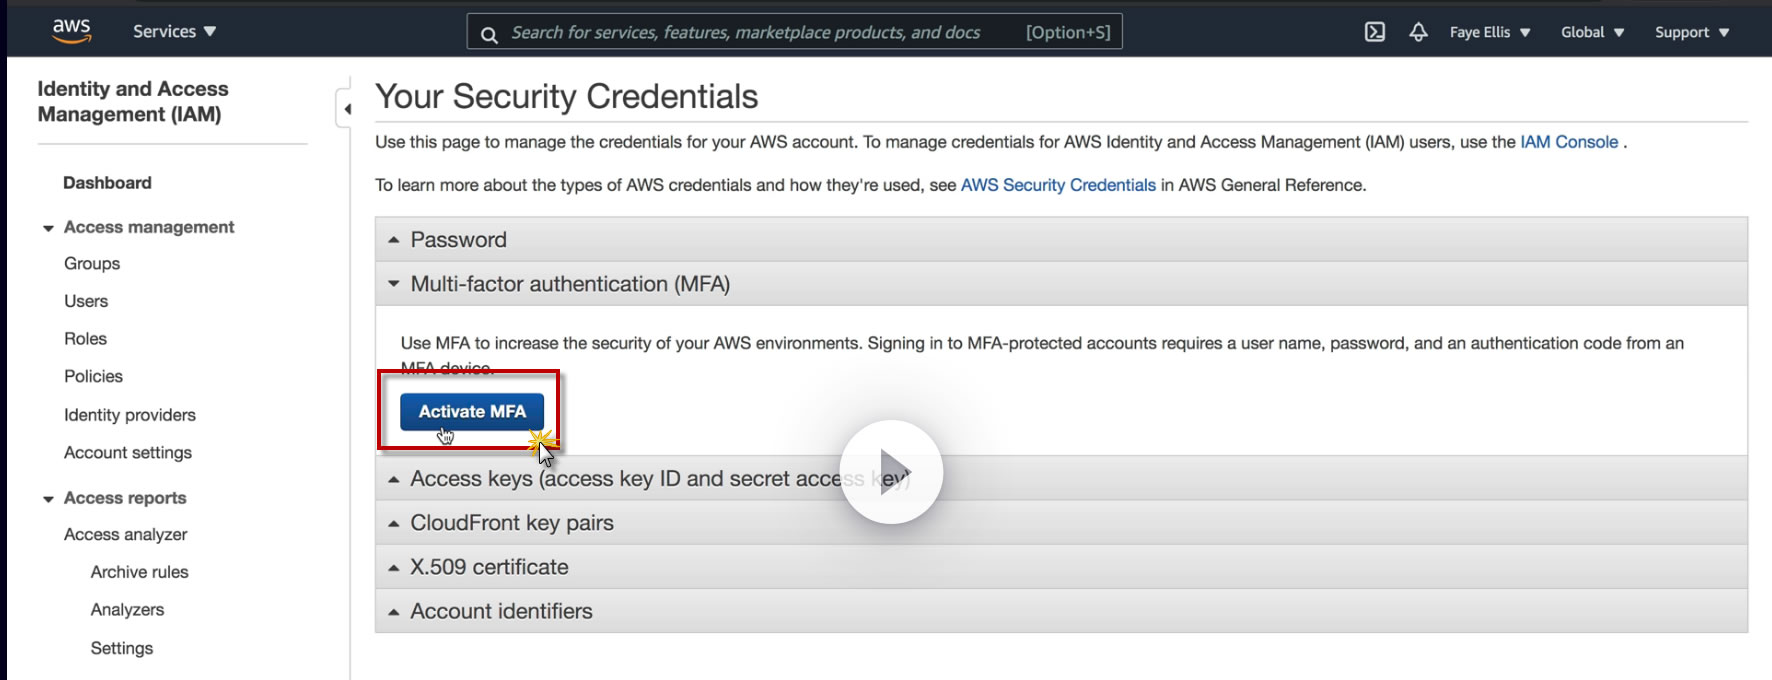 aws
Services
Search for services, features, marketplace products, and docs [Option+S]
Faye Ellis
Global
Support
Identity and Access
Management (IAM)
Dashboard
Access management
Groups
Users
Roles
Policies
Identity providers
Account settings
Access reports
Access analyzer
Archive rules
Analyzers
Settings
Your Security Credentials
Use this page to manage the credentials for your AWS account. To manage credentials for AWS Identity and Access Management (IAM) users, use the IAM Console .
To learn more about the types of AWS credentials and how they're used, see AWS Security Credentials in AWS General Reference.
Password
Multi-factor authentication (MFA)
Use MFA to increase the security of your AWS environments. Signing in to MFA-protected accounts requires a user name, password, and an authentication code from an
MFA device.
Activate MFA
Access keys (access key ID and secret access key)
CloudFront key pairs
X.509 certificate
Account identifiers